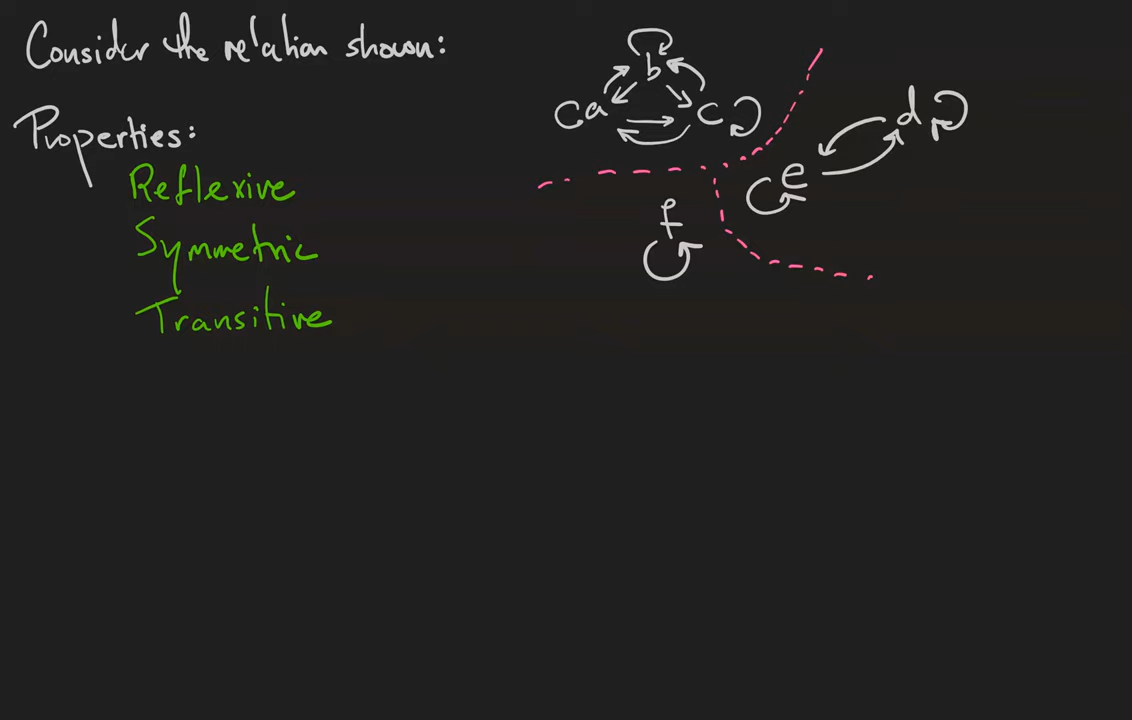 Consider the relation shown:
Properties:
Reflexive
Symmetric
Transitive
b
a c
d
e
f